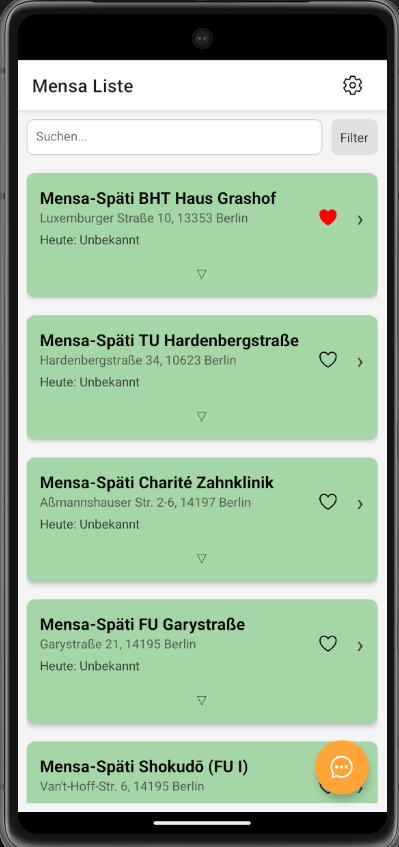 Mensa Liste
Suchen...
Filter
Mensa-Späti BHT Haus Grashof
Luxemburger Straße 10, 13353 Berlin
Heute: Unbekannt
Mensa-Späti TU Hardenbergstraße
Hardenbergstraße 34, 10623 Berlin
Heute: Unbekannt
Mensa-Späti Charité Zahnklinik
Aßmannshauser Str. 2-6, 14197 Berlin
Heute: Unbekannt
Mensa-Späti FU Garystraße
Garystraße 21, 14195 Berlin
Heute: Unbekannt
Mensa-Späti Shokudō (FU I)
Van't-Hoff-Str. 6, 14195 Berlin